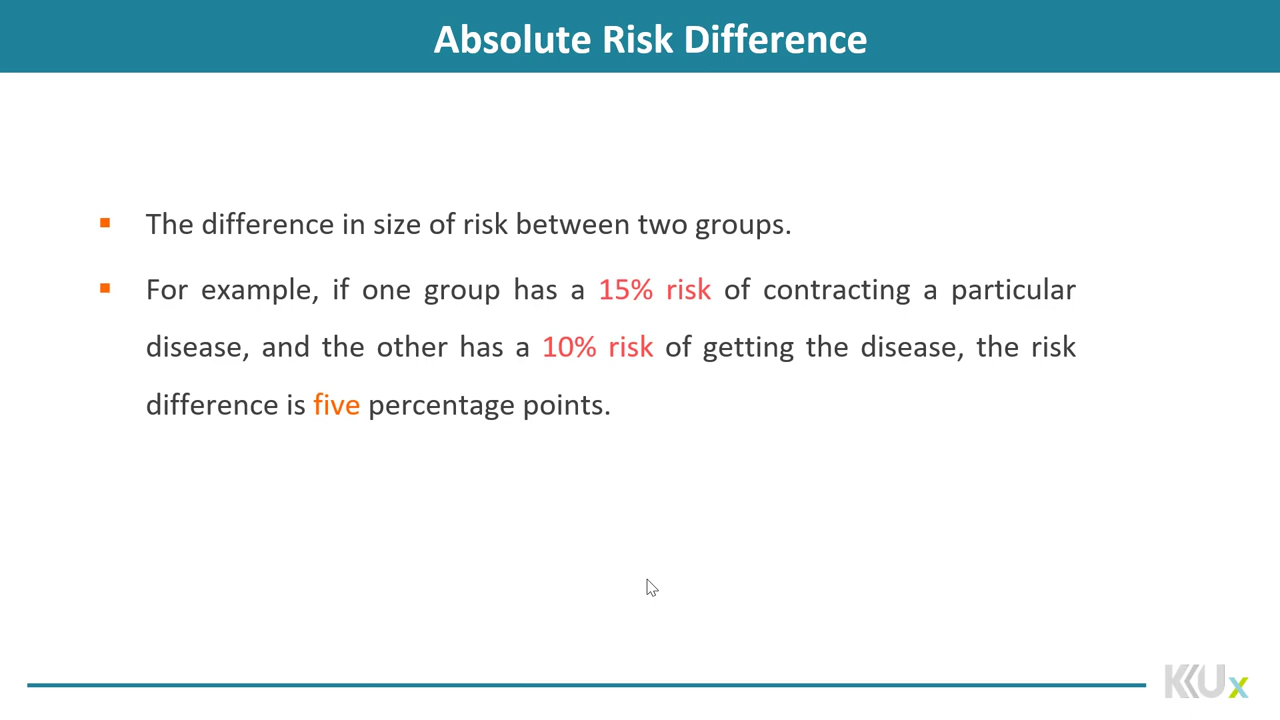 Absolute Risk Difference
▪ The difference in size of risk between two groups.
▪ For example, if one group has a 15% risk of contracting a particular
disease, and the other has a 10% risk of getting the disease, the risk
difference is five percentage points.
KKUx